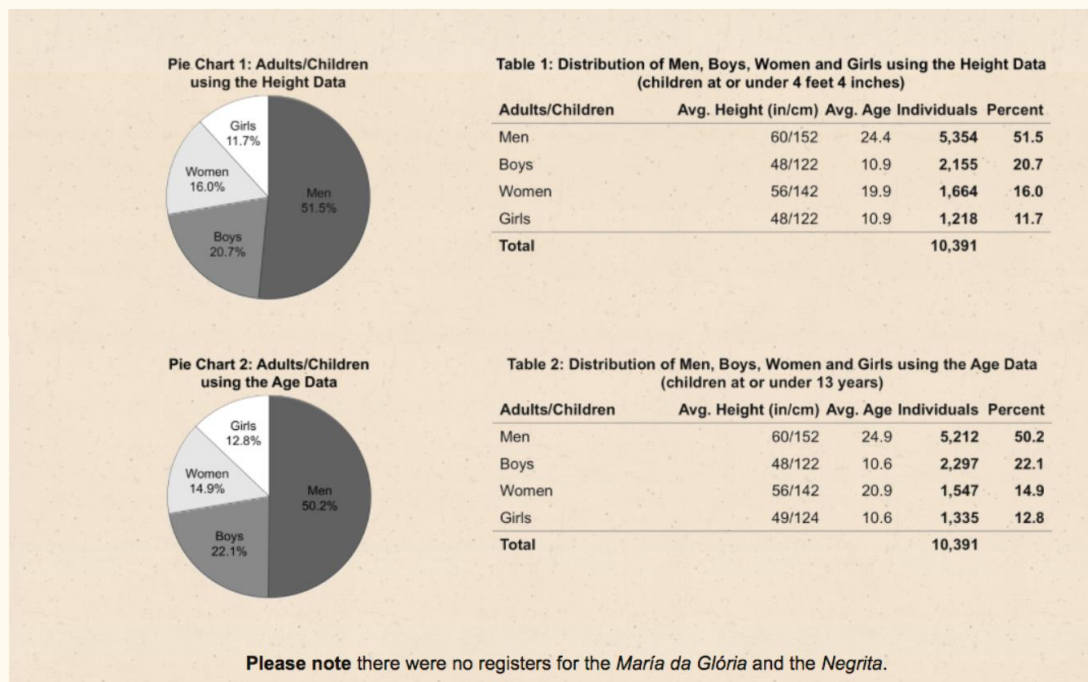 Pie Chart 1: Adults/Children
using the Height Data
Girls
11.7%
Women
16.0%
Men
51.5%
Boys
20.7%
Table 1: Distribution of Men, Boys, Women and Girls using the Height Data
(children at or under 4 feet 4 inches)
Adults/Children Avg. Height (in/cm) Avg. Age Individuals Percent
Men 60/152 24.4 5,354 51.5
Boys 48/122 10.9 2,155 20.7
Women 56/142 19.9 1,664 16.0
Girls 48/122 10.9 1,218 11.7
Total 10,391
Pie Chart 2: Adults/Children
using the Age Data
Girls
12.8%
Women
14.9%
Men
50.2%
Boys
22.1%
Table 2: Distribution of Men, Boys, Women and Girls using the Age Data
(children at or under 13 years)
Adults/Children Avg. Height (in/cm) Avg. Age Individuals Percent
Men 60/152 24.9 5,212 50.2
Boys 48/122 10.6 2,297 22.1
Women 56/142 20.9 1,547 14.9
Girls 49/124 10.6 1,335 12.8
Total 10,391
Please note there were no registers for the María da Glória and the Negrita.